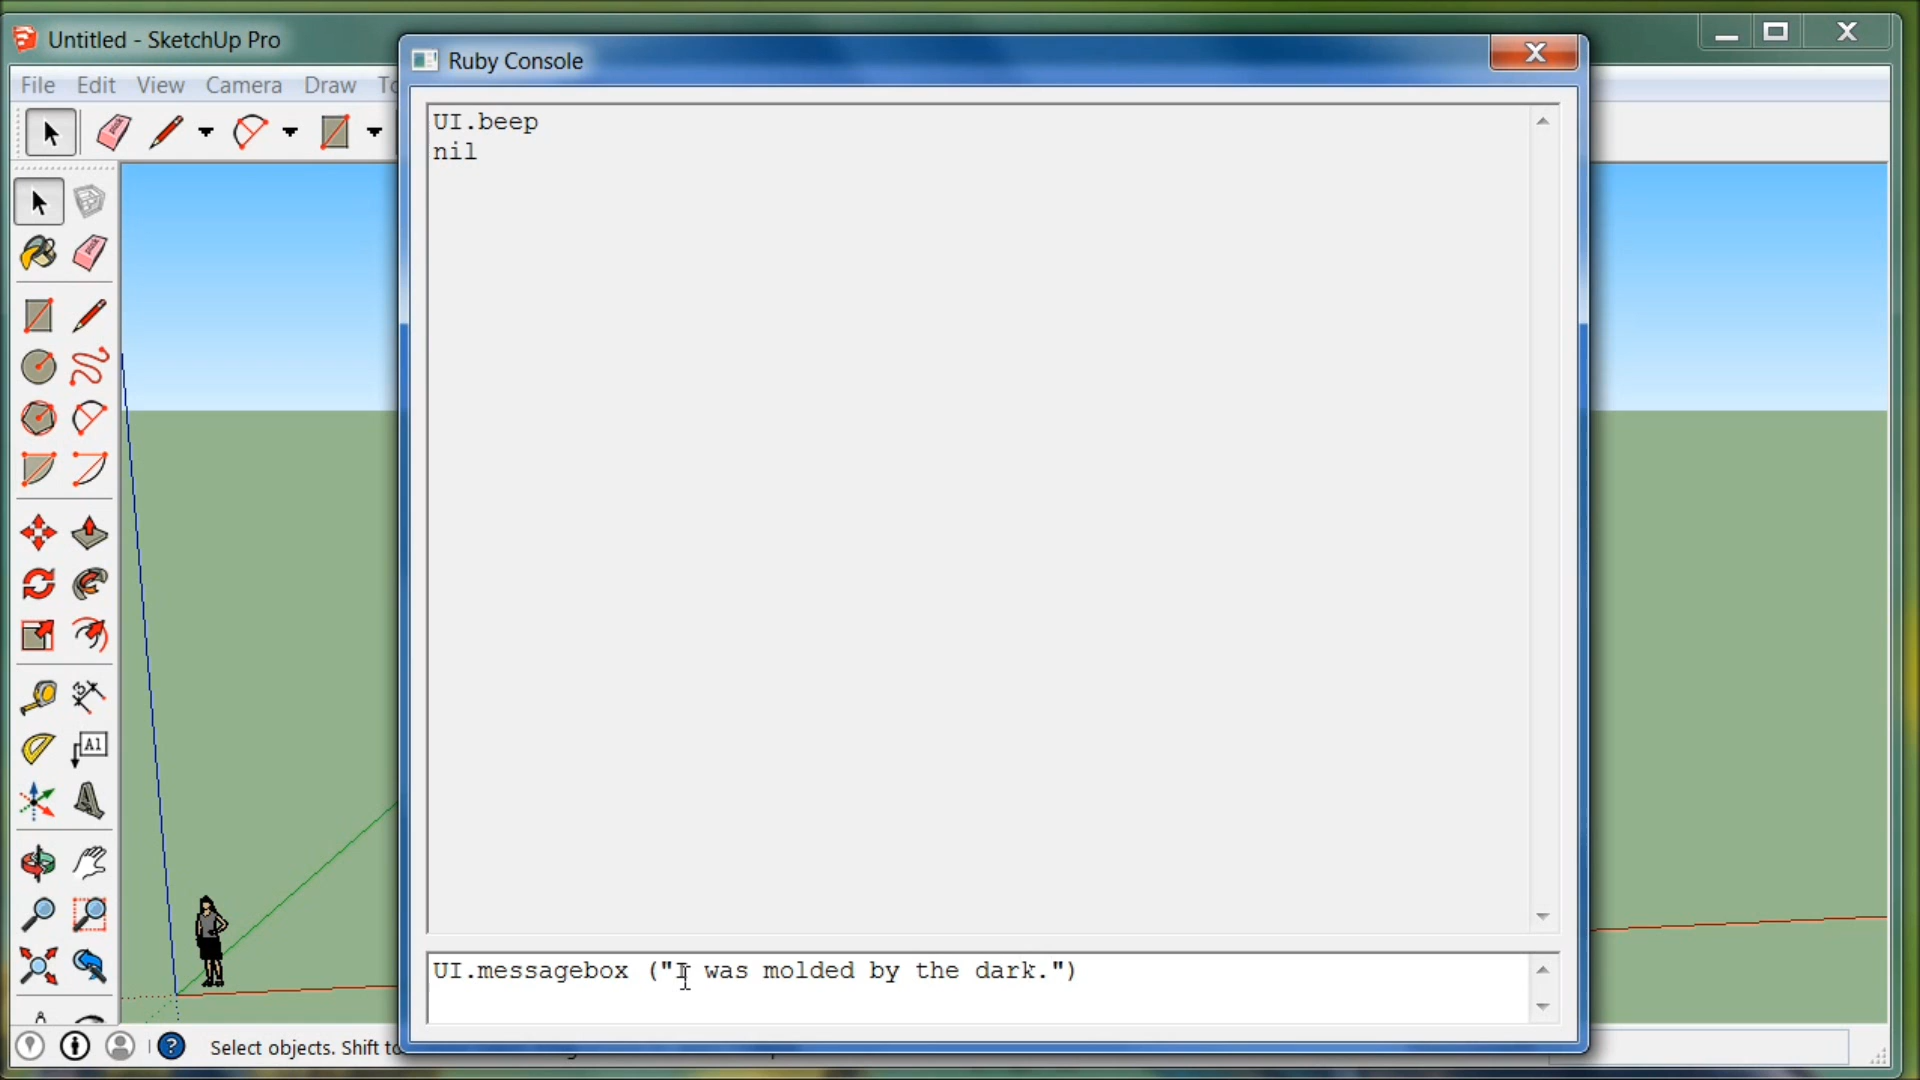 Untitled - SketchUp Pro
Ruby Console
File Edit View Camera Draw
UI.beep
nil
A1
UI.messagebox ("I was molded by the dark.")
Select objects. Shift to